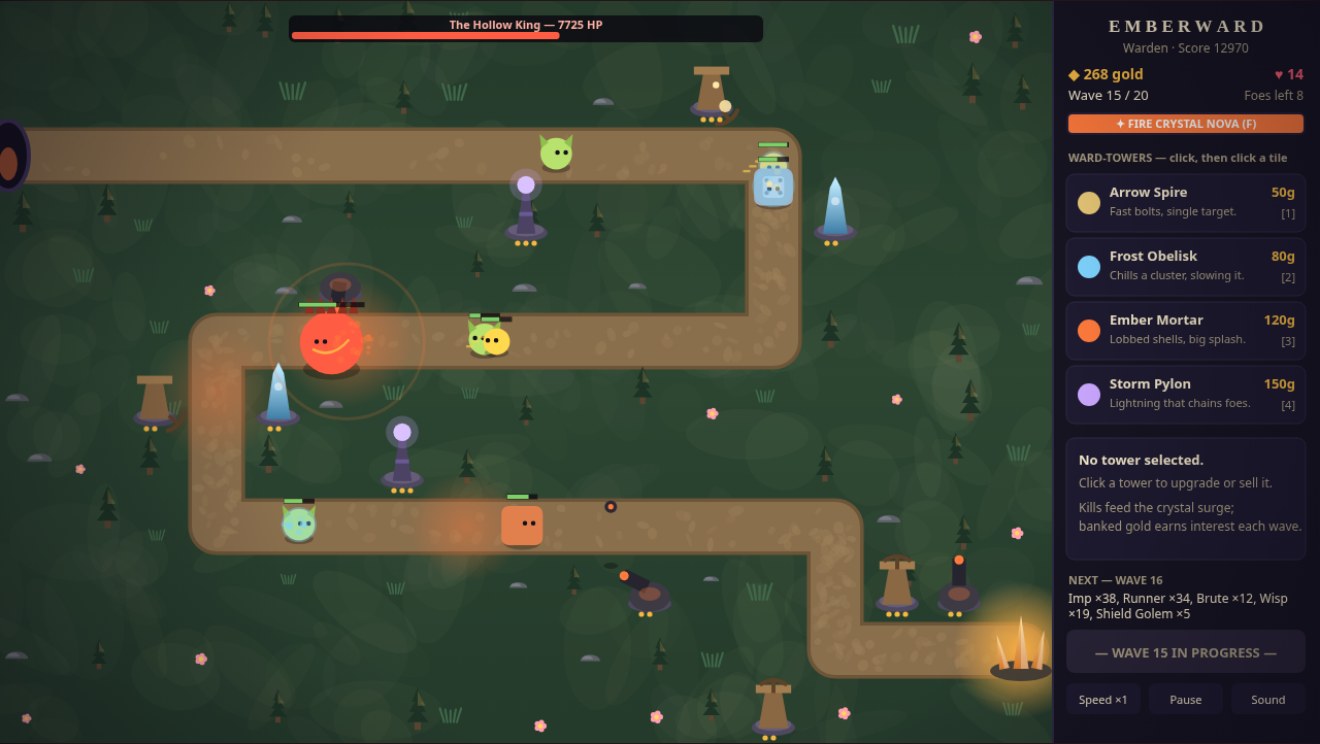 The Hollow King — 7725 HP
EMBERWARD
Warden · Score 12970
◆ 268 gold
♥ 14
Wave 15 / 20
Foes left 8
✦ FIRE CRYSTAL NOVA (F)
WARD-TOWERS — click, then click a tile
Arrow Spire
50g
Fast bolts, single target.
[1]
Frost Obelisk
80g
Chills a cluster, slowing it.
[2]
Ember Mortar
120g
Lobbed shells, big splash.
[3]
Storm Pylon
150g
Lightning that chains foes.
[4]
No tower selected.
Click a tower to upgrade or sell it.
Kills feed the crystal surge;
banked gold earns interest each wave.
NEXT — WAVE 16
Imp ×38, Runner ×34, Brute ×12, Wisp
×19, Shield Golem ×5
— WAVE 15 IN PROGRESS —
Speed ×1
Pause
Sound